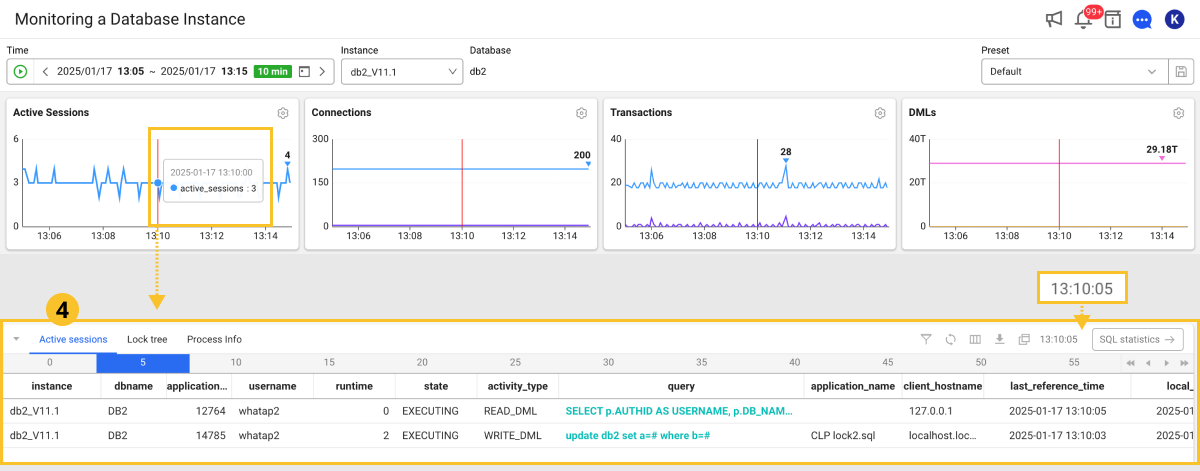 Monitoring a Database Instance
99+
K
Time
Instance
Database
Preset
2025/01/17 13:05 ~ 2025/01/17 13:15 10 min
db2_V11.1
db2
Default
Active Sessions
6
3
0
4
2025-01-17 13:10:00
active_sessions : 3
13:06 13:08 13:10 13:12 13:14
Connections
300
150
0
200
13:06 13:08 13:10 13:12 13:14
Transactions
40
20
0
28
13:06 13:08 13:10 13:12 13:14
DMLs
40T
20T
0
29.18T
13:06 13:08 13:10 13:12 13:14
13:10:05
4
Active sessions Lock tree Process Info 13:10:05 SQL statistics →
0 5 10 15 20 25 30 35 40 45 50 55
instance dbname application... username runtime state activity_type query application_name client_hostname last_reference_time local_
db2_V11.1 DB2 12764 whatap2 0 EXECUTING READ_DML SELECT p.AUTHID AS USERNAME, p.DB_NAM... 127.0.0.1 2025-01-17 13:10:05 2025-01
db2_V11.1 DB2 14785 whatap2 2 EXECUTING WRITE_DML update db2 set a=# where b=# CLP lock2.sql localhost.loc... 2025-01-17 13:10:03 2025-01